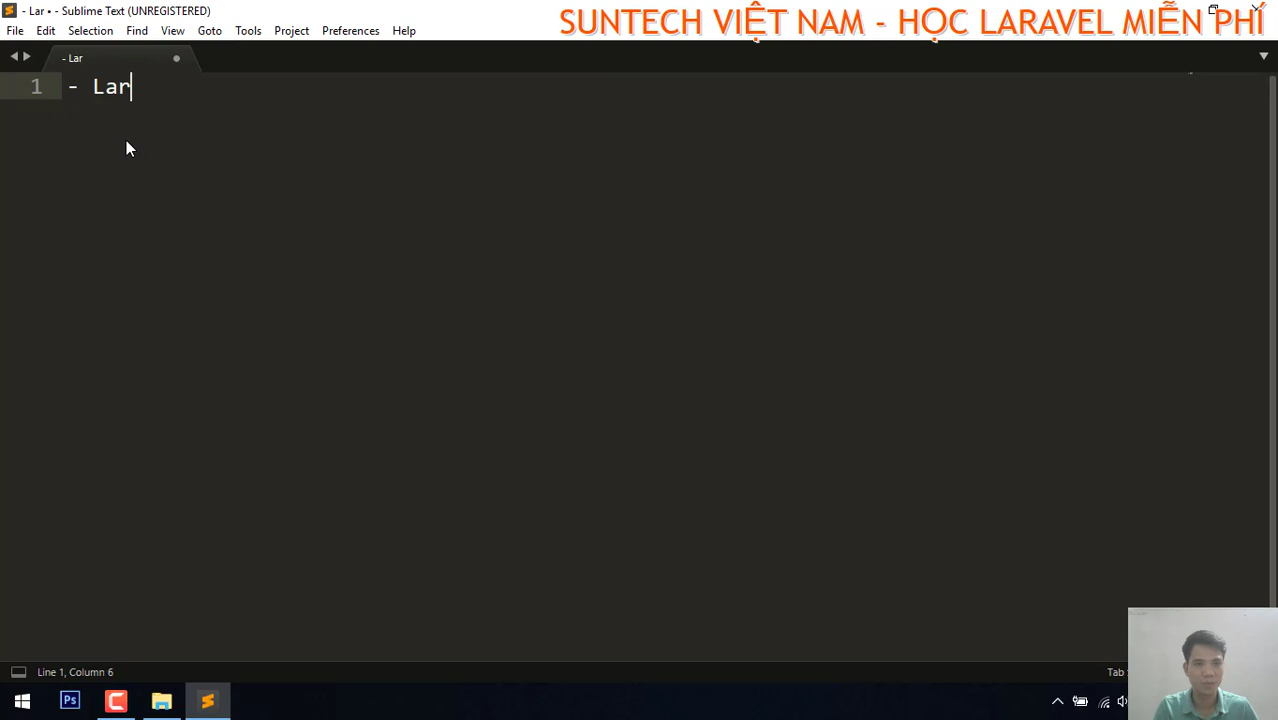 - Lar • - Sublime Text (UNREGISTERED)
SUNTECH VIỆT NAM - HỌC LARAVEL MIỄN PHÍ
File Edit Selection Find View Goto Tools Project Preferences Help
- Lar
1 - Lar
Line 1, Column 6
Tab
Ps